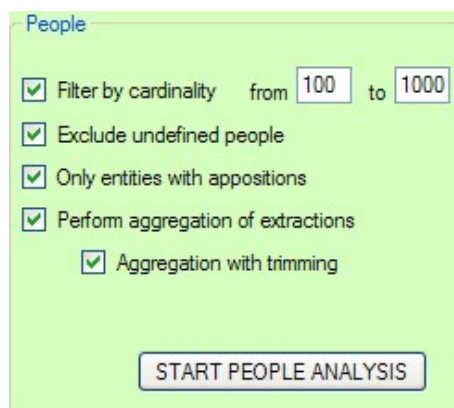 People
Filter by cardinality from 100 to 1000
Exclude undefined people
Only entities with appositions
Perform aggregation of extractions
Aggregation with trimming
START PEOPLE ANALYSIS